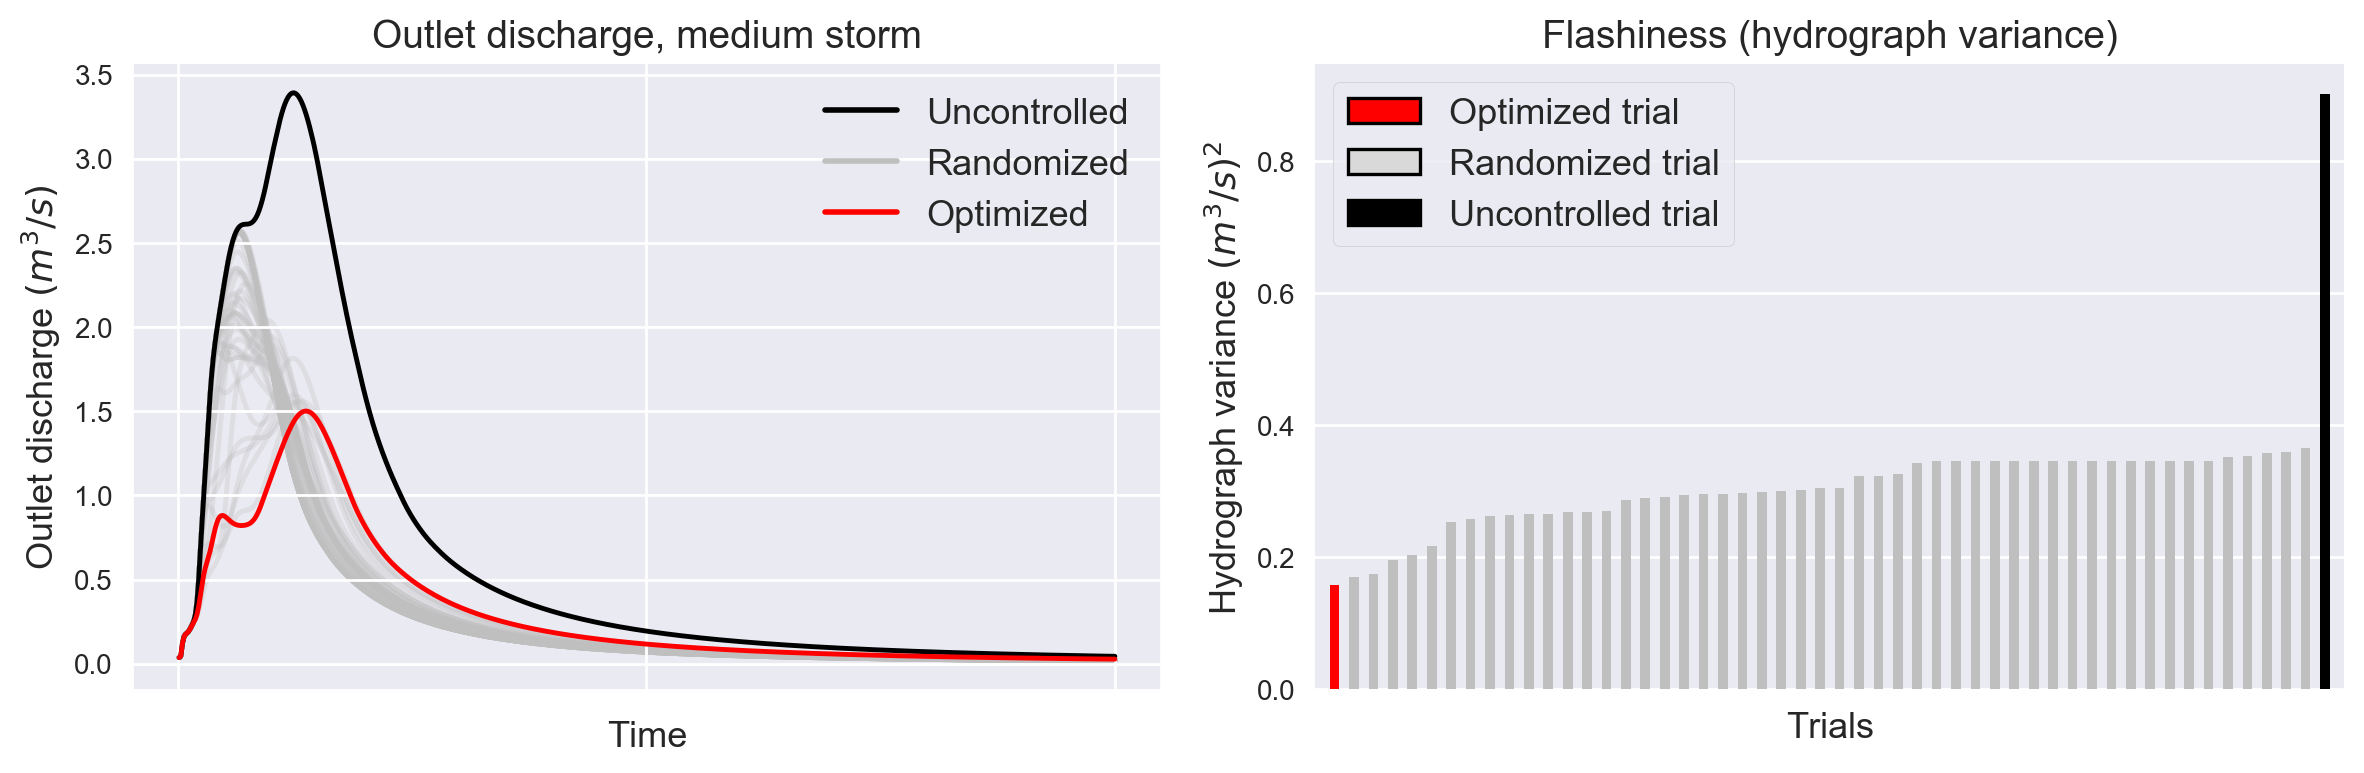 Outlet discharge, medium storm
Outlet discharge (m³/s)
3.5
3.0
2.5
2.0
1.5
1.0
0.5
0.0
Uncontrolled
Randomized
Optimized
Time
Flashiness (hydrograph variance)
Hydrograph variance (m³/s)²
0.8
0.6
0.4
0.2
0.0
Optimized trial
Randomized trial
Uncontrolled trial
Trials